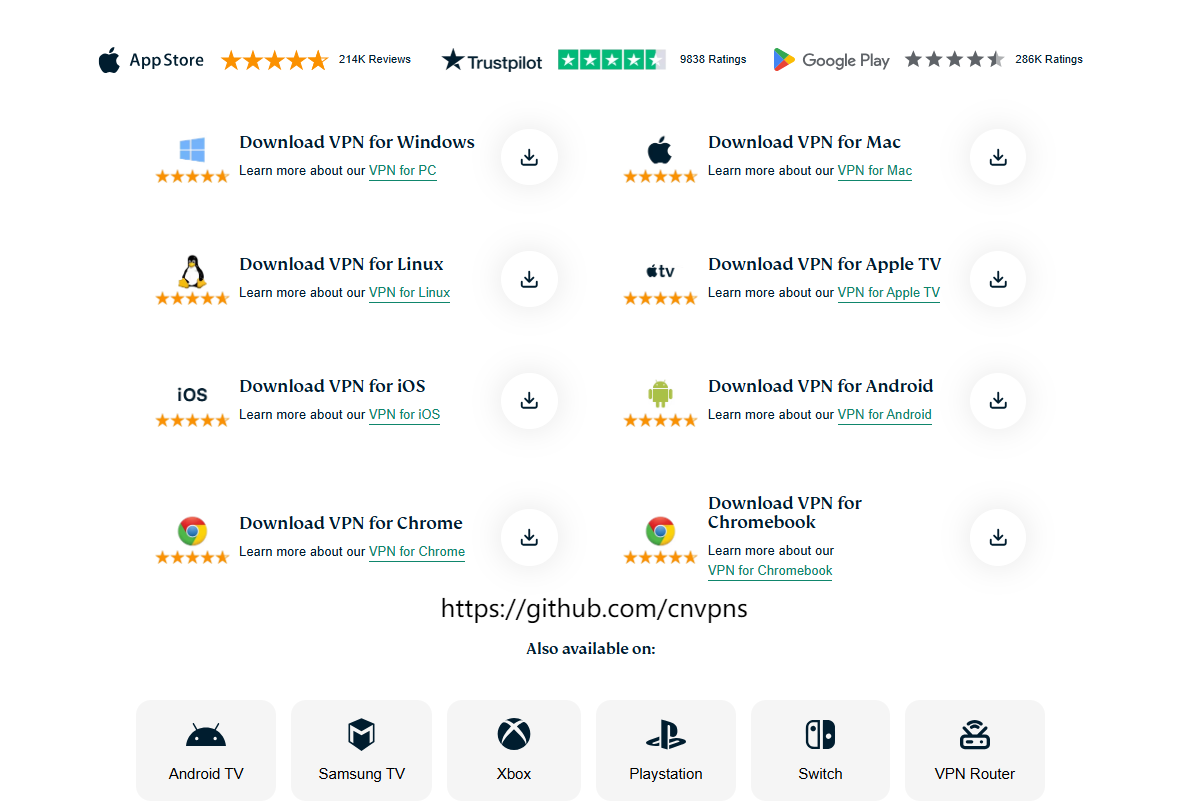 App Store 214K Reviews Trustpilot 9838 Ratings Google Play 286K Ratings
Download VPN for Windows
Learn more about our VPN for PC
Download VPN for Mac
Learn more about our VPN for Mac
Download VPN for Linux
Learn more about our VPN for Linux
tv
Download VPN for Apple TV
Learn more about our VPN for Apple TV
iOS
Download VPN for iOS
Learn more about our VPN for iOS
Download VPN for Android
Learn more about our VPN for Android
Download VPN for Chrome
Learn more about our VPN for Chrome
Download VPN for
Chromebook
Learn more about our
VPN for Chromebook
https://github.com/cnvpns
Also available on:
Android TV
Samsung TV
Xbox
Playstation
Switch
VPN Router